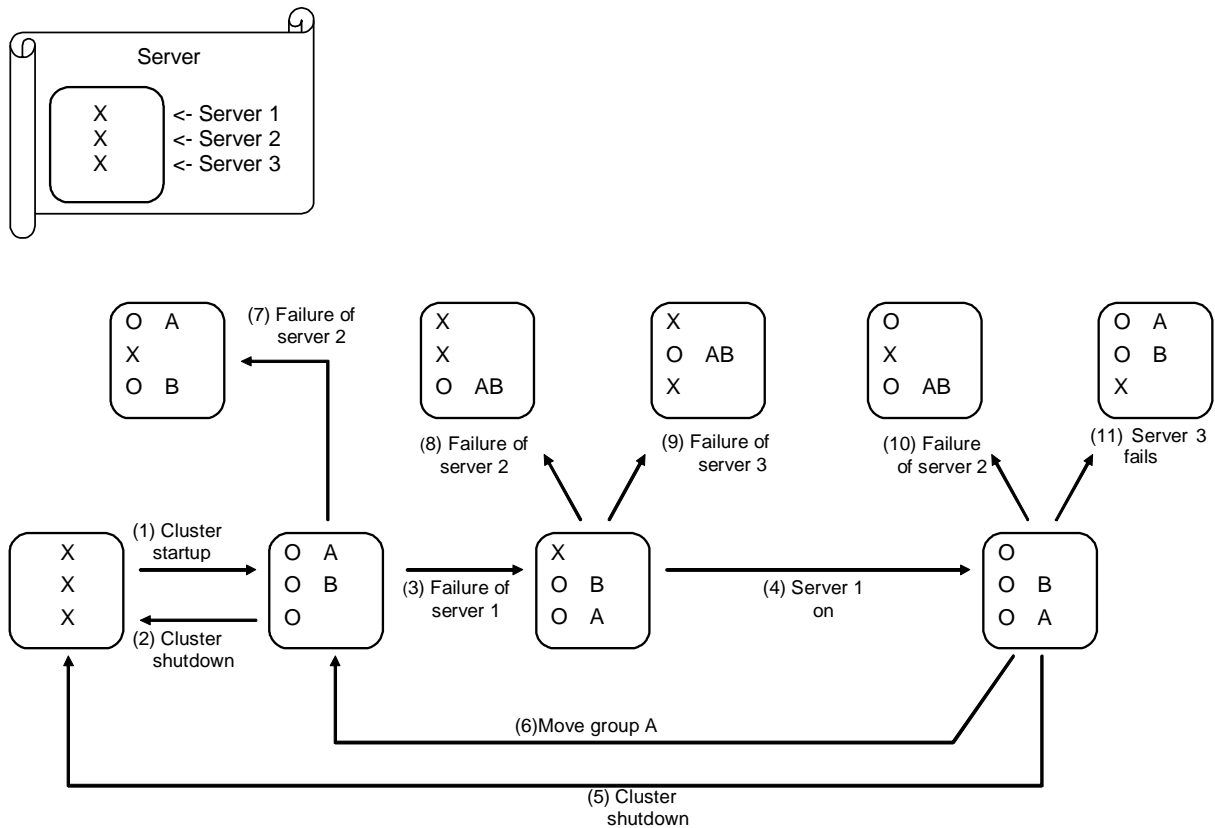 Server
X <- Server 1
X <- Server 2
X <- Server 3
O A
X
O B
(7) Failure of
server 2
X
X
O AB
X
O AB
X
O
X
O AB
O A
O B
X
(8) Failure of
server 2
(9) Failure of
server 3
(10) Failure
of server 2
(11) Server 3
fails
X
X
X
(1) Cluster
startup
(2) Cluster
shutdown
O A
O B
O
(3) Failure of
server 1
X
O B
O A
(4) Server 1
on
O
O B
O A
(6)Move group A
(5) Cluster
shutdown